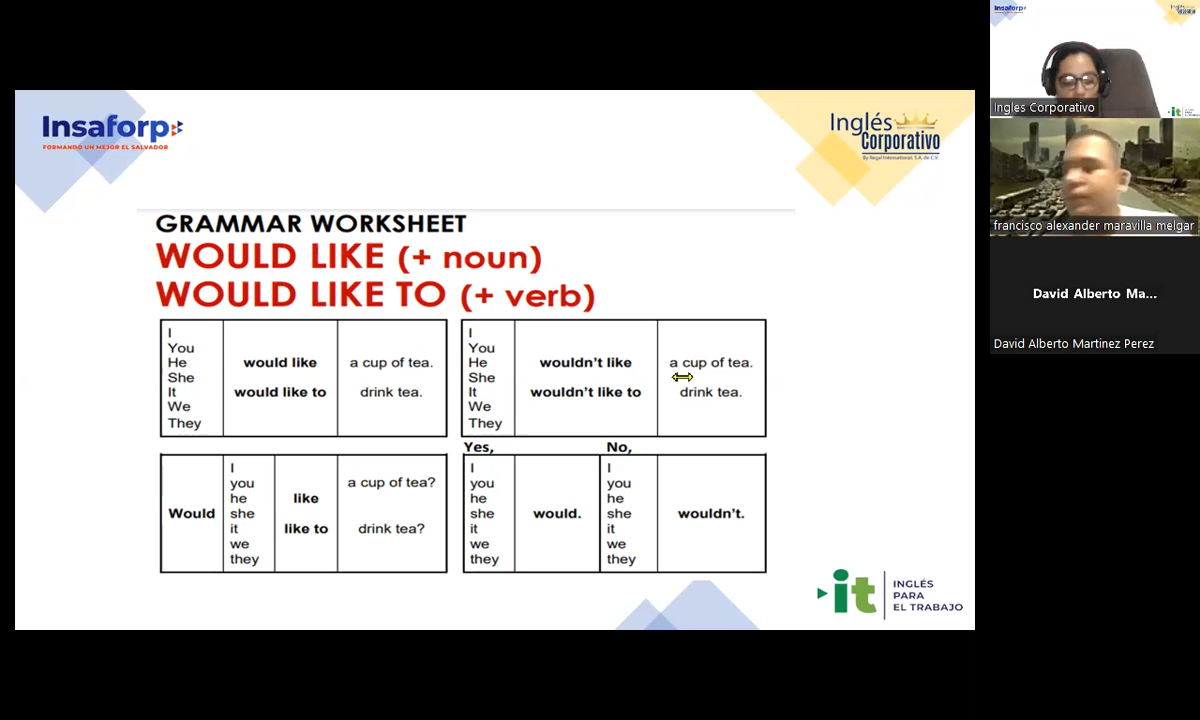 Insaforp
FORMANDO UN MEJOR EL SALVADOR
Inglés
Corporativo
By Regal International, S.A. de C.V.
GRAMMAR WORKSHEET
WOULD LIKE (+ noun)
WOULD LIKE TO (+ verb)
I
You
He
She
It
We
They
would like
would like to
a cup of tea.
drink tea.
I
You
He
She
It
We
They
wouldn't like
wouldn't like to
a cup of tea.
drink tea.
Would
I
you
he
she
it
we
they
like
like to
a cup of tea?
drink tea?
Yes,
I
you
he
she
it
we
they
would.
No,
I
you
he
she
it
we
they
wouldn't.
it
INGLÉS
PARA
EL TRABAJO
Insaforp
Ingles Corporativo
it
francisco alexander maravilla melgar
David Alberto Ma...
David Alberto Martinez Perez